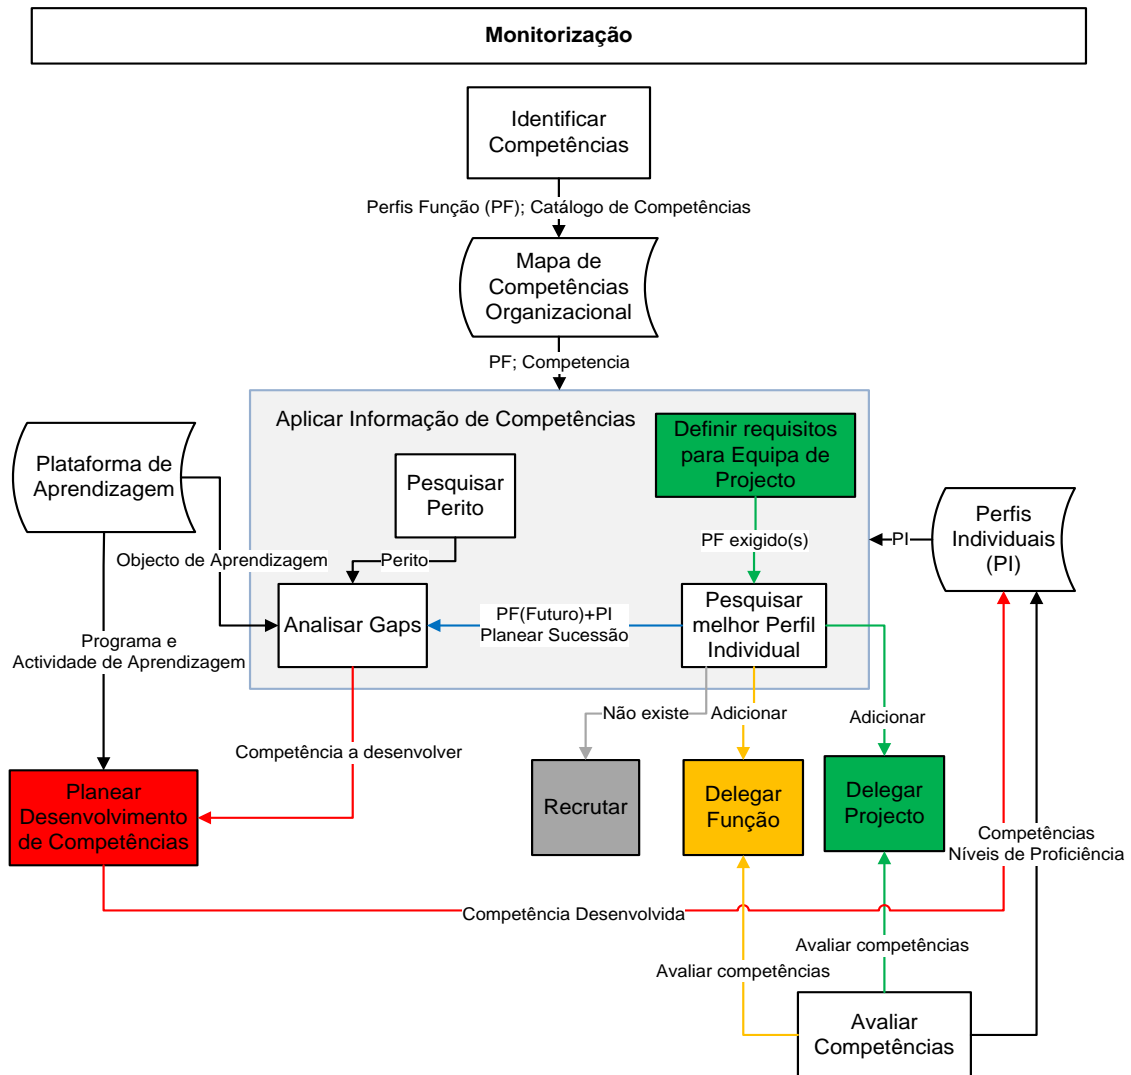 Monitorização
Identificar
Competências
Perfis Função (PF); Catálogo de Competências
Mapa de
Competências
Organizacional
PF; Competencia
Aplicar Informação de Competências
Definir requisitos
para Equipa de
Projecto
Plataforma de
Aprendizagem
Pesquisar
Perito
Perfis
Individuais
(PI)
PI
PF exigido(s)
Objecto de Aprendizagem
Perito
Analisar Gaps
PF(Futuro)+PI
Planear Sucessão
Pesquisar
melhor Perfil
Individual
Programa e
Actividade de Aprendizagem
Não existe
Adicionar
Adicionar
Competência a desenvolver
Planear
Desenvolvimento
de Competências
Recrutar
Delegar
Função
Delegar
Projecto
Competências
Níveis de Proficiência
Competência Desenvolvida
Avaliar competências
Avaliar competências
Avaliar
Competências